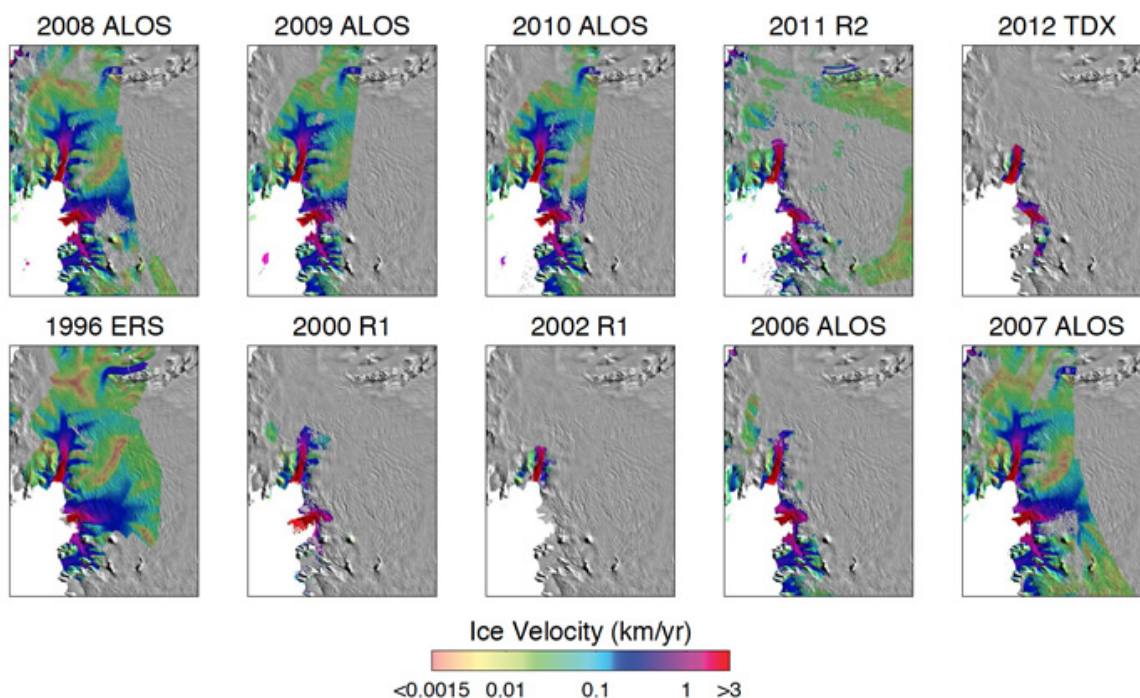 2008 ALOS 2009 ALOS 2010 ALOS 2011 R2 2012 TDX
1996 ERS 2000 R1 2002 R1 2006 ALOS 2007 ALOS
Ice Velocity (km/yr)
<0.0015 0.01 0.1 1 >3